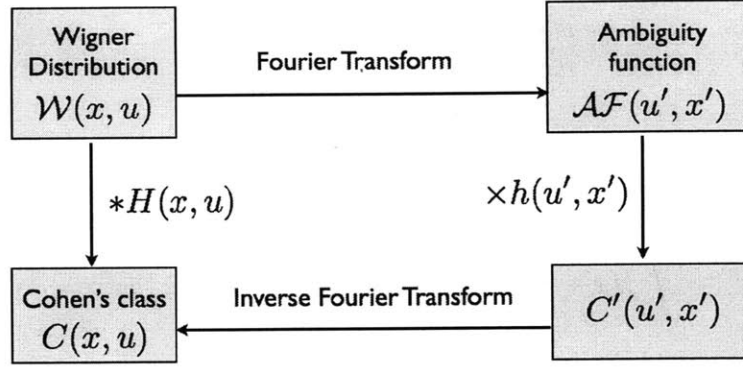 Wigner
Distribution
𝒲(x, u)
Fourier Transform
Ambiguity
function
𝒜ℱ(u′, x′)
∗H(x, u)
×h(u′, x′)
Cohen's class
C(x, u)
Inverse Fourier Transform
C′(u′, x′)